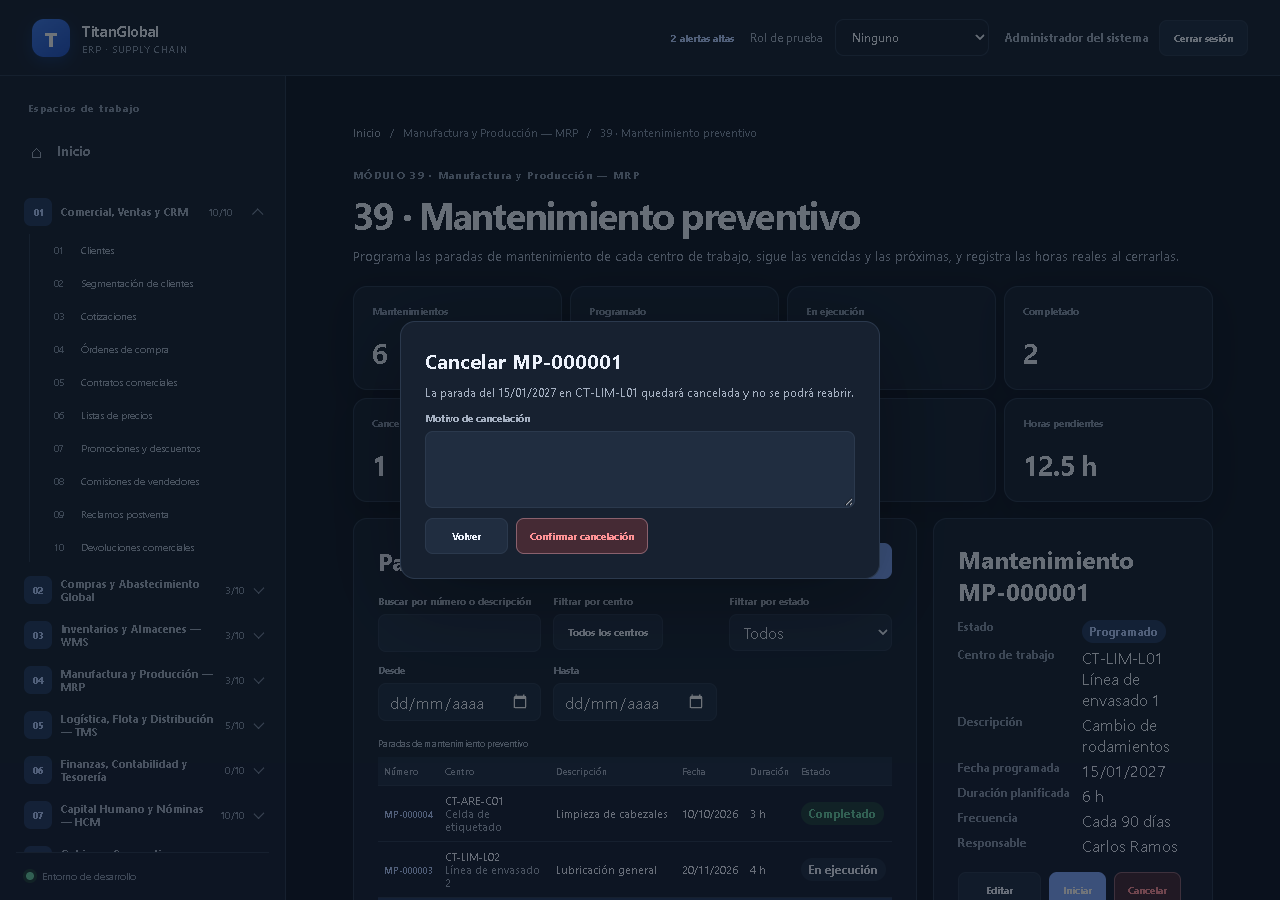 T
TitanGlobal
ERP · SUPPLY CHAIN
2 alertas altas
Rol de prueba
Ninguno
Administrador del sistema
Cerrar sesión
Espacios de trabajo
Inicio
01 Comercial, Ventas y CRM 10/10
01 Clientes
02 Segmentación de clientes
03 Cotizaciones
04 Órdenes de compra
05 Contratos comerciales
06 Listas de precios
07 Promociones y descuentos
08 Comisiones de vendedores
09 Reclamos postventa
10 Devoluciones comerciales
02 Compras y Abastecimiento Global 3/10
03 Inventarios y Almacenes — WMS 3/10
04 Manufactura y Producción — MRP 3/10
05 Logística, Flota y Distribución — TMS 5/10
06 Finanzas, Contabilidad y Tesorería 0/10
07 Capital Humano y Nóminas — HCM 10/10
Entorno de desarrollo
Inicio / Manufactura y Producción — MRP / 39 · Mantenimiento preventivo
MÓDULO 39 · Manufactura y Producción — MRP
39 · Mantenimiento preventivo
Programa las paradas de mantenimiento de cada centro de trabajo, sigue las vencidas y las próximas, y registra las horas reales al cerrarlas.
Mantenimientos
6
Programado
En ejecución
Completado
2
1
Horas pendientes
12.5 h
Cancelar MP-000001
La parada del 15/01/2027 en CT-LIM-L01 quedará cancelada y no se podrá reabrir.
Motivo de cancelación
Volver
Confirmar cancelación
Buscar por número o descripción
Filtrar por centro
Todos los centros
Filtrar por estado
Todos
Desde
dd/mm/aaaa
Hasta
dd/mm/aaaa
Paradas de mantenimiento preventivo
Número Centro Descripción Fecha Duración Estado
MP-000004 CT-ARE-C01 Celda de etiquetado Limpieza de cabezales 10/10/2026 3 h Completado
MP-000003 CT-LIM-L02 Línea de envasado 2 Lubricación general 20/11/2026 4 h En ejecución
Mantenimiento
MP-000001
Estado Programado
Centro de trabajo CT-LIM-L01
Línea de
envasado 1
Descripción Cambio de
rodamientos
Fecha programada 15/01/2027
Duración planificada 6 h
Frecuencia Cada 90 días
Responsable Carlos Ramos
Editar
Iniciar
Cancelar